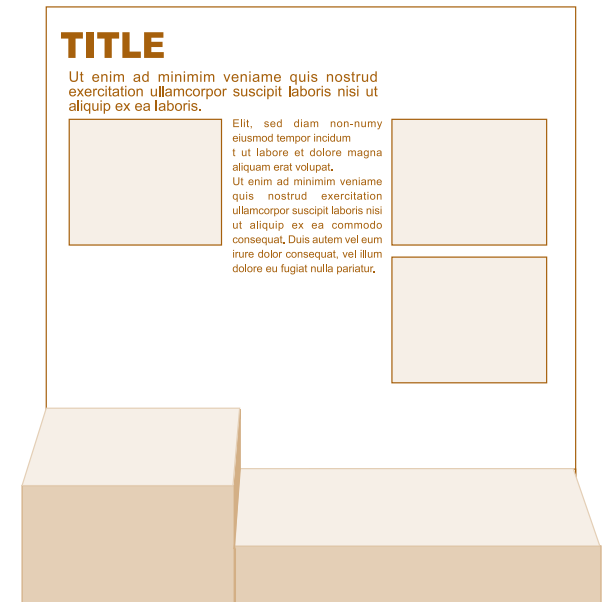 TITLE
Ut enim ad minimim veniame quis nostrud
exercitation ullamcorpor suscipit laboris nisi ut
aliquip ex ea laboris.
Elit, sed diam non-numy
eiusmod tempor incidum
t ut labore et dolore magna
aliquam erat volupat.
Ut enim ad minimim veniame
quis nostrud exercitation
ullamcorpor suscipit laboris nisi
ut aliquip ex ea commodo
consequat. Duis autem vel eum
irure dolor consequat, vel illum
dolore eu fugiat nulla pariatur.